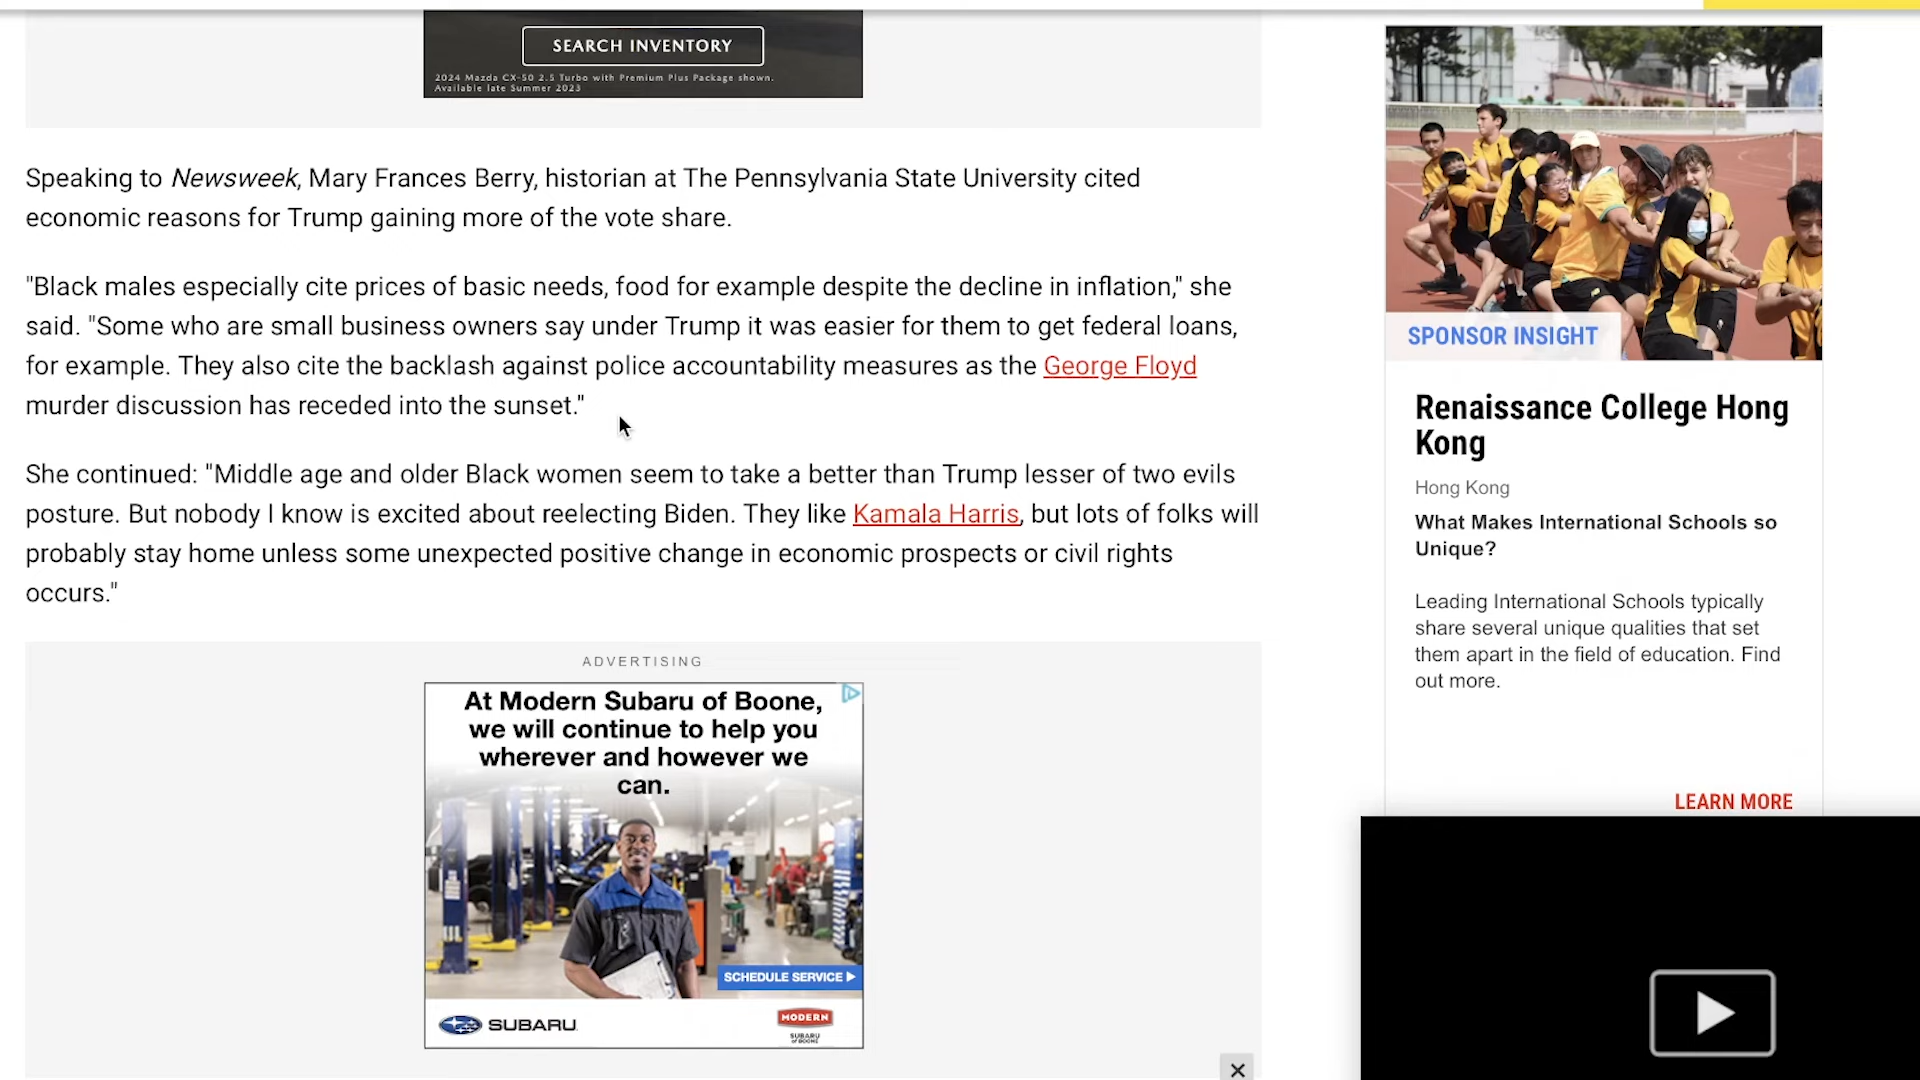 SEARCH INVENTORY
2024 Mazda CX-50 2.5 Turbo with Premium Plus Package shown.
Available late Summer 2023
Speaking to Newsweek, Mary Frances Berry, historian at The Pennsylvania State University cited
economic reasons for Trump gaining more of the vote share.
"Black males especially cite prices of basic needs, food for example despite the decline in inflation," she
said. "Some who are small business owners say under Trump it was easier for them to get federal loans,
for example. They also cite the backlash against police accountability measures as the George Floyd
murder discussion has receded into the sunset."
She continued: "Middle age and older Black women seem to take a better than Trump lesser of two evils
posture. But nobody I know is excited about reelecting Biden. They like Kamala Harris, but lots of folks will
probably stay home unless some unexpected positive change in economic prospects or civil rights
occurs."
ADVERTISING
At Modern Subaru of Boone,
we will continue to help you
wherever and however we
can.
SCHEDULE SERVICE
SUBARU
MODERN
SUBARU
of BOONE
SPONSOR INSIGHT
Renaissance College Hong
Kong
Hong Kong
What Makes International Schools so
Unique?
Leading International Schools typically
share several unique qualities that set
them apart in the field of education. Find
out more.
LEARN MORE